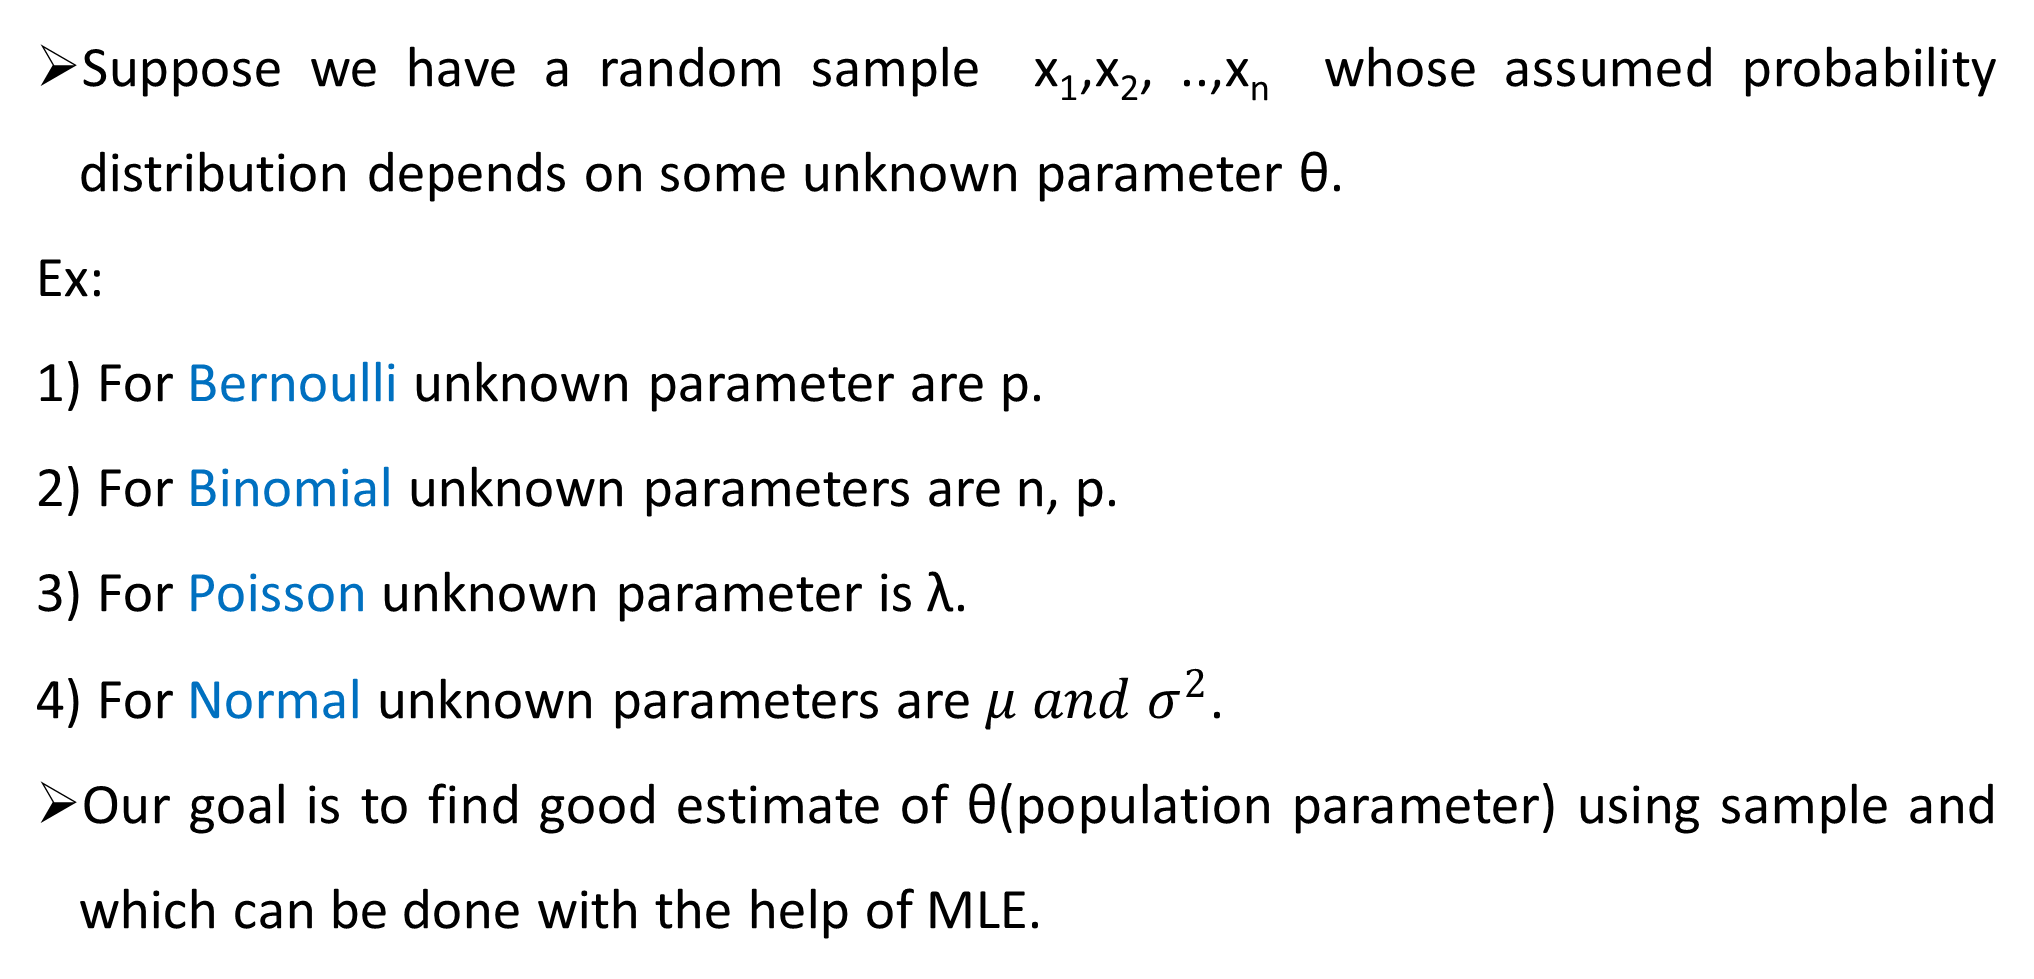 ➢Suppose we have a random sample x₁,x₂, ..,xₙ whose assumed probability
distribution depends on some unknown parameter θ.
Ex:
1) For Bernoulli unknown parameter are p.
2) For Binomial unknown parameters are n, p.
3) For Poisson unknown parameter is λ.
4) For Normal unknown parameters are μ and σ².
➢Our goal is to find good estimate of θ(population parameter) using sample and
which can be done with the help of MLE.